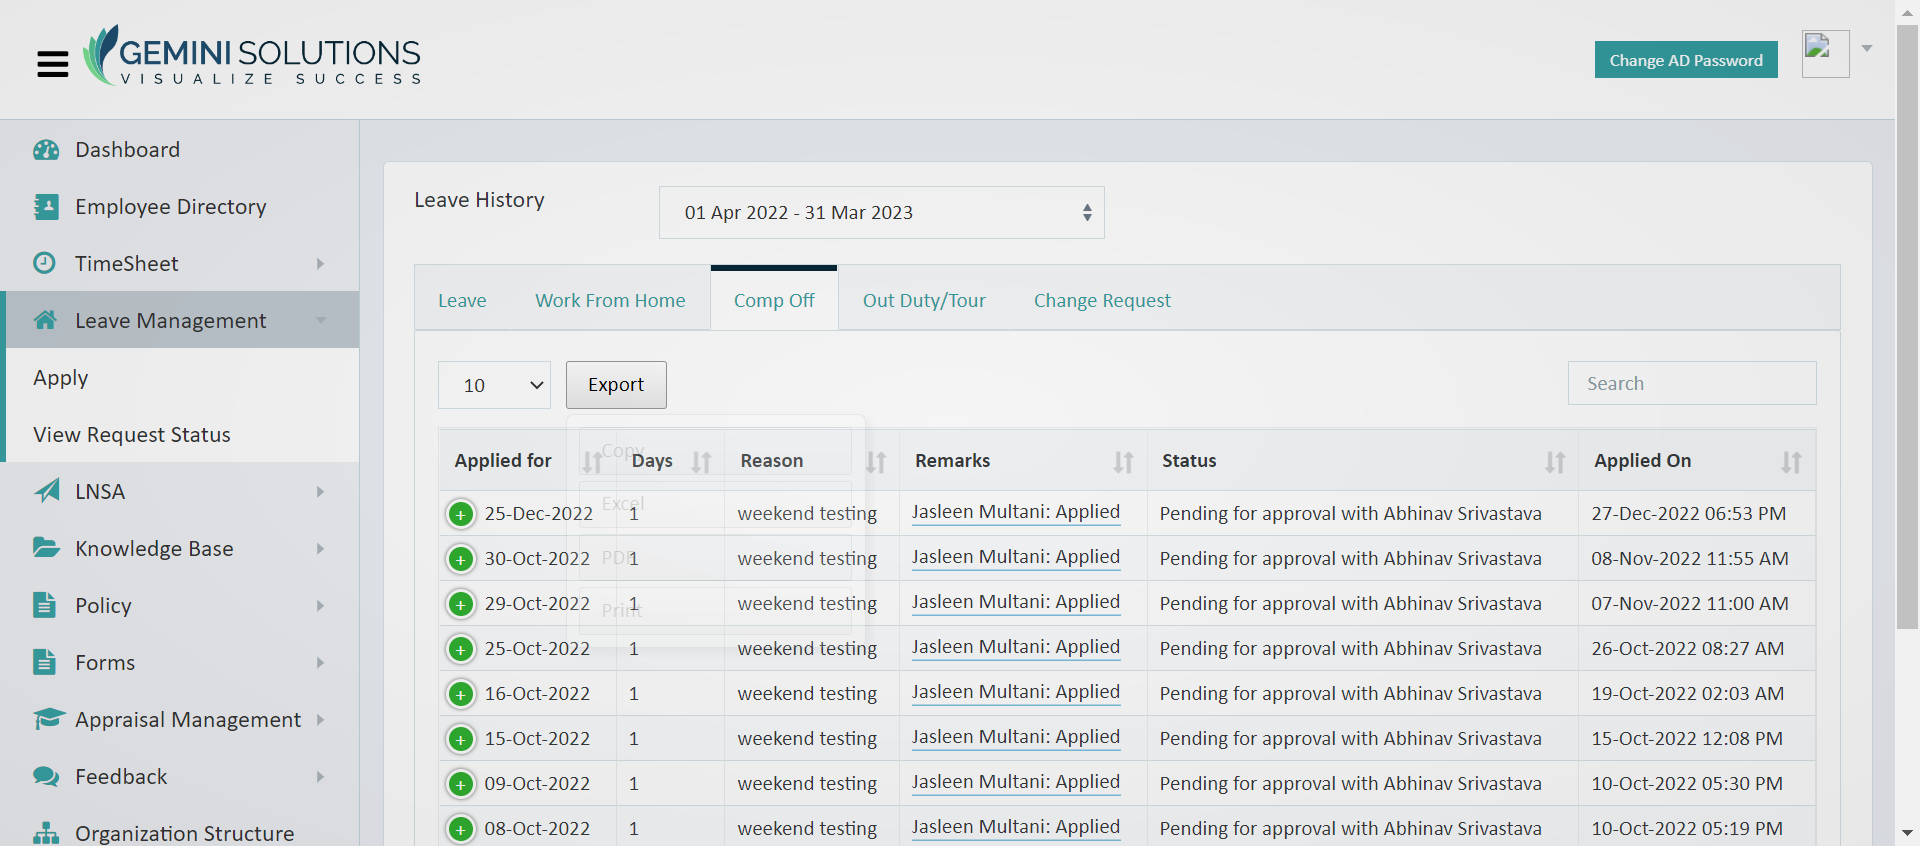 GEMINI SOLUTIONS
VISUALIZE SUCCESS
Change AD Password
Dashboard
Employee Directory
TimeSheet
Leave Management
Apply
View Request Status
LNSA
Knowledge Base
Policy
Forms
Appraisal Management
Feedback
Organization Structure
Leave History
01 Apr 2022 - 31 Mar 2023
Leave Work From Home Comp Off Out Duty/Tour Change Request
10 Export Search
Copy
Excel
PDF
Print
Applied for Days Reason Remarks Status Applied On
25-Dec-2022 1 weekend testing Jasleen Multani: Applied Pending for approval with Abhinav Srivastava 27-Dec-2022 06:53 PM
30-Oct-2022 1 weekend testing Jasleen Multani: Applied Pending for approval with Abhinav Srivastava 08-Nov-2022 11:55 AM
29-Oct-2022 1 weekend testing Jasleen Multani: Applied Pending for approval with Abhinav Srivastava 07-Nov-2022 11:00 AM
25-Oct-2022 1 weekend testing Jasleen Multani: Applied Pending for approval with Abhinav Srivastava 26-Oct-2022 08:27 AM
16-Oct-2022 1 weekend testing Jasleen Multani: Applied Pending for approval with Abhinav Srivastava 19-Oct-2022 02:03 AM
15-Oct-2022 1 weekend testing Jasleen Multani: Applied Pending for approval with Abhinav Srivastava 15-Oct-2022 12:08 PM
09-Oct-2022 1 weekend testing Jasleen Multani: Applied Pending for approval with Abhinav Srivastava 10-Oct-2022 05:30 PM
08-Oct-2022 1 weekend testing Jasleen Multani: Applied Pending for approval with Abhinav Srivastava 10-Oct-2022 05:19 PM